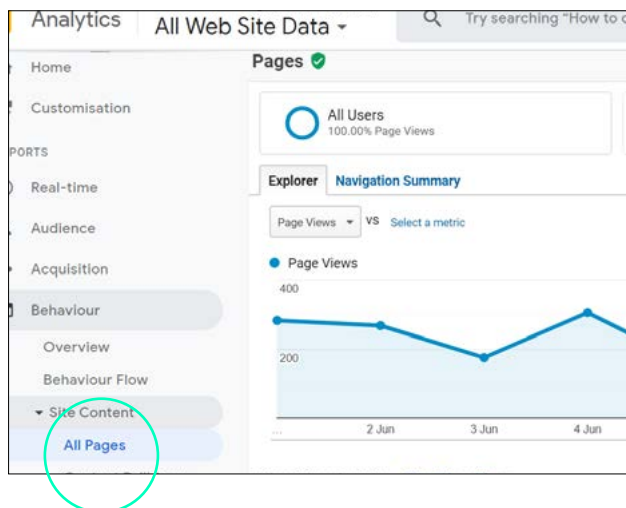 Analytics
All Web Site Data
Try searching "How to
Home
Customisation
PORTS
Real-time
Audience
Acquisition
Behaviour
Overview
Behaviour Flow
Site Content
All Pages
Pages
All Users
100.00% Page Views
Explorer Navigation Summary
Page Views VS Select a metric
Page Views
400
200
...
2 Jun
3 Jun
4 Jun